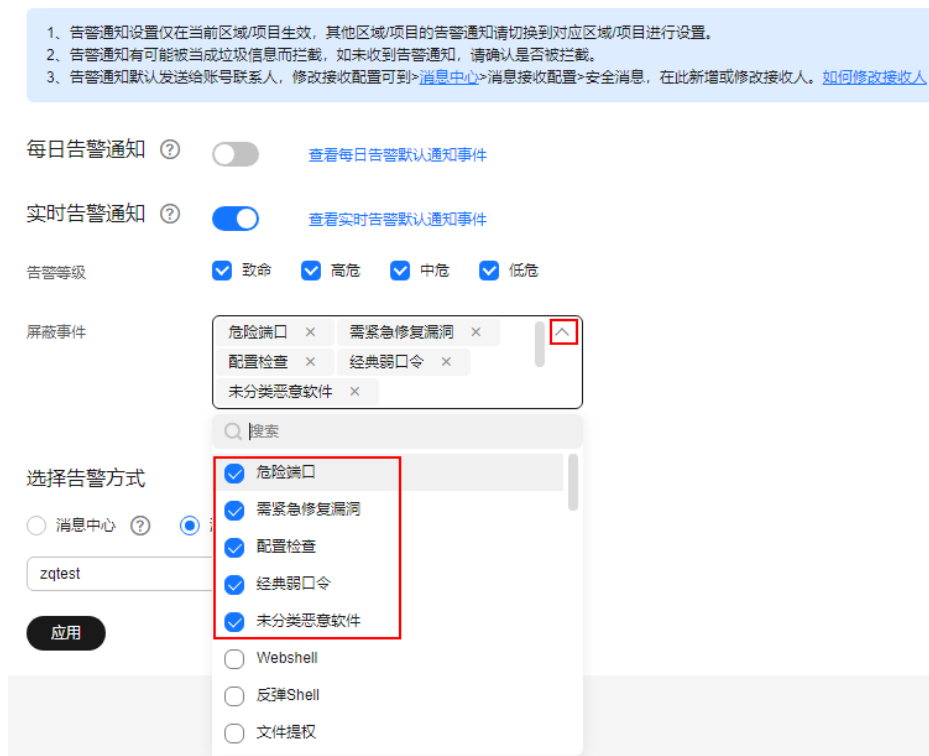 1、告警通知设置仅在当前区域/项目生效，其他区域/项目的告警通知请切换到对应区域/项目进行设置。
2、告警通知有可能被当成垃圾信息而拦截，如未收到告警通知，请确认是否被拦截。
3、告警通知默认发送给账号联系人，修改接收配置可到>消息中心>消息接收配置>安全消息，在此新增或修改接收人。如何修改接收人
每日告警通知 ? 查看每日告警默认通知事件
实时告警通知 ? 查看实时告警默认通知事件
告警等级 致命 高危 中危 低危
屏蔽事件 危险端口 × 需紧急修复漏洞 ×
配置检查 × 经典弱口令 ×
未分类恶意软件 ×
搜索
选择告警方式
危险端口
需紧急修复漏洞
消息中心 ?
配置检查
zqtest
经典弱口令
应用
未分类恶意软件
Webshell
反弹Shell
文件提权